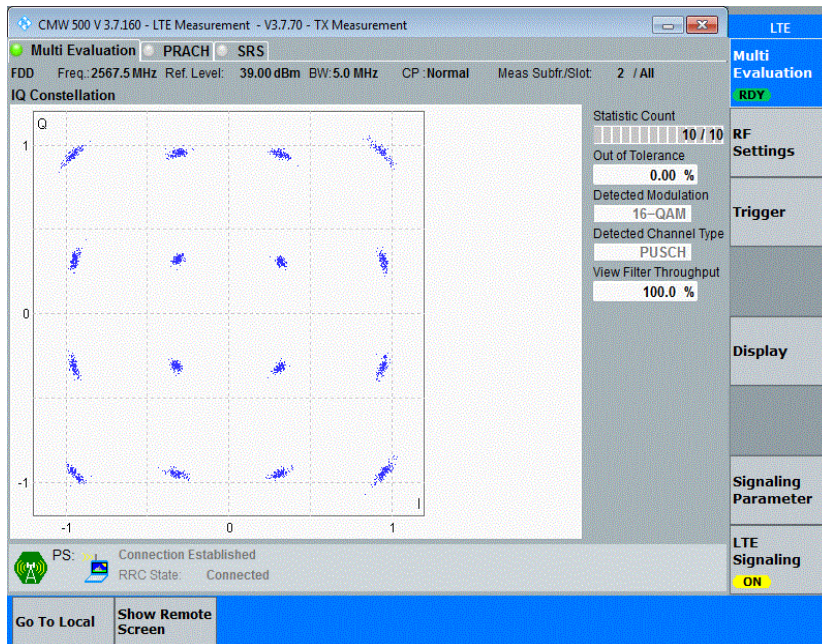 CMW 500 V 3.7.160 - LTE Measurement - V3.7.70 - TX Measurement
LTE
Multi Evaluation PRACH SRS
FDD Freq.: 2567.5 MHz Ref. Level: 39.00 dBm BW: 5.0 MHz CP : Normal Meas Subfr./Slot: 2 / All
IQ Constellation
Q
1
0
-1
-1 0 1
I
Statistic Count
10 / 10
Out of Tolerance
0.00 %
Detected Modulation
16-QAM
Detected Channel Type
PUSCH
View Filter Throughput
100.0 %
Multi
Evaluation
RDY
RF
Settings
Trigger
Display
Signaling
Parameter
LTE
Signaling
ON
PS: Connection Established
RRC State: Connected
Go To Local
Show Remote
Screen